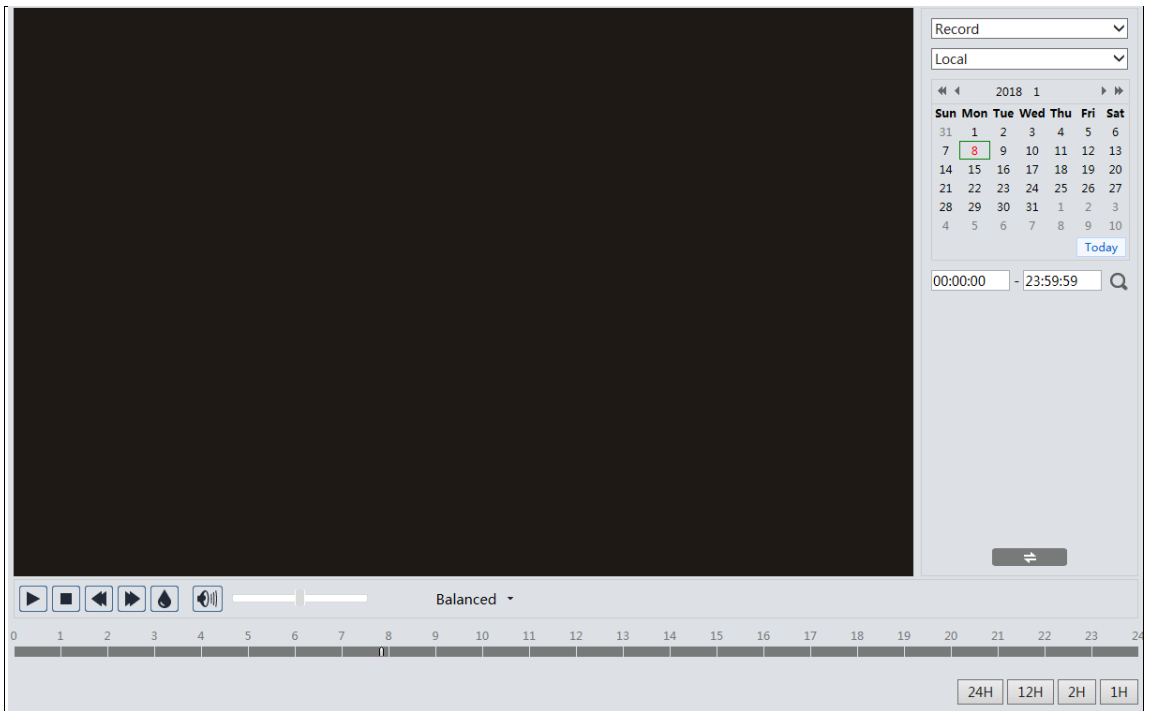 Record
Local
2018 1
Sun Mon Tue Wed Thu Fri Sat
31 1 2 3 4 5 6
7 8 9 10 11 12 13
14 15 16 17 18 19 20
21 22 23 24 25 26 27
28 29 30 31 1 2 3
4 5 6 7 8 9 10
Today
00:00:00 - 23:59:59
Balanced
0 1 2 3 4 5 6 7 8 9 10 11 12 13 14 15 16 17 18 19 20 21 22 23 24
24H 12H 2H 1H